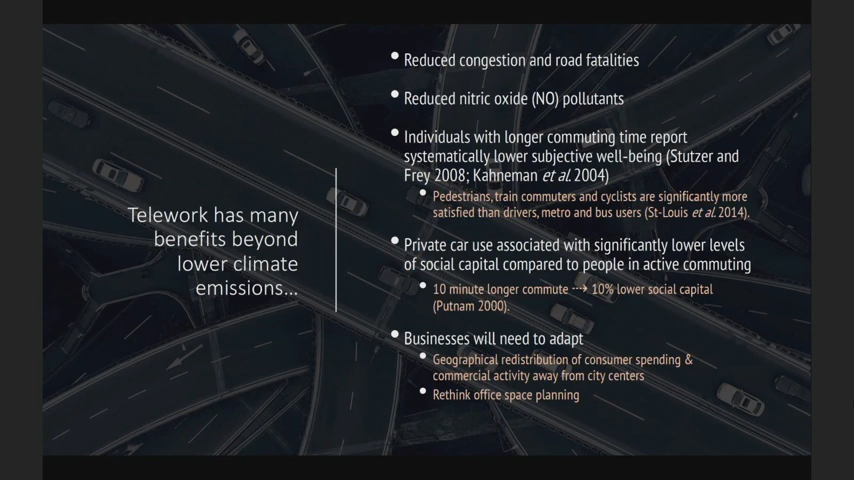 Telework has many
benefits beyond
lower climate
emissions...
• Reduced congestion and road fatalities
• Reduced nitric oxide (NO) pollutants
• Individuals with longer commuting time report
systematically lower subjective well-being (Stutzer and
Frey 2008; Kahneman et al. 2004)
• Pedestrians, train commuters and cyclists are significantly more
satisfied than drivers, metro and bus users (St-Louis et al. 2014).
• Private car use associated with significantly lower levels
of social capital compared to people in active commuting
• 10 minute longer commute ⇢ 10% lower social capital
(Putnam 2000).
• Businesses will need to adapt
• Geographical redistribution of consumer spending &
commercial activity away from city centers
• Rethink office space planning